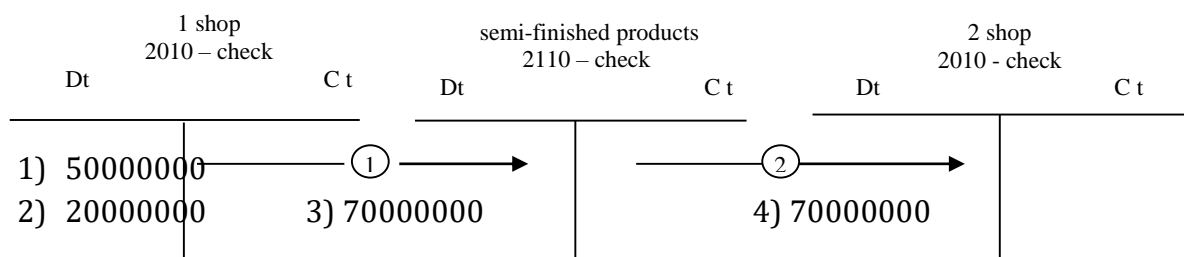 1 shop
2010 – check
Dt C t
semi-finished products
2110 – check
Dt C t
2 shop
2010 - check
Dt C t
1) 50000000
1
2
2) 20000000
3) 70000000
4) 70000000